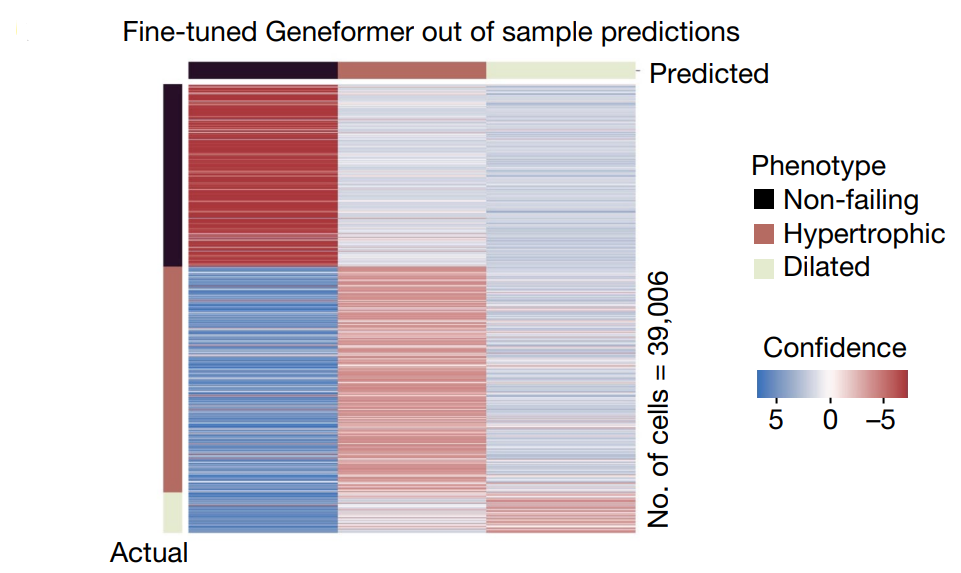 Fine-tuned Geneformer out of sample predictions
Predicted
Phenotype
Non-failing
Hypertrophic
Dilated
No. of cells = 39,006
Confidence
5 0 –5
Actual